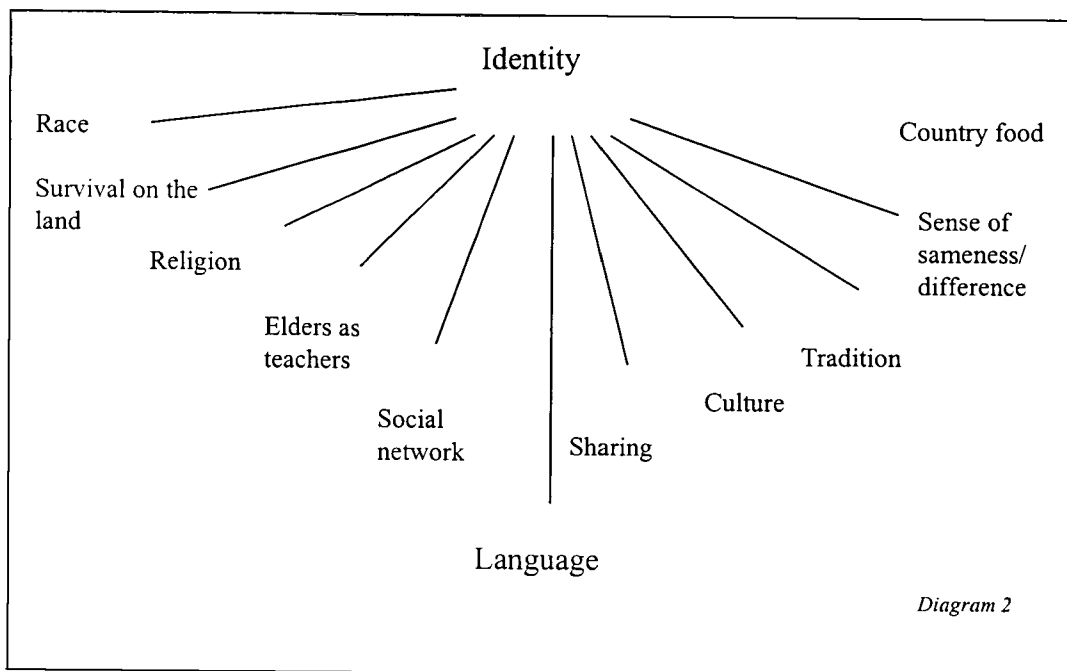 Identity
Race
Country food
Survival on the
land
Sense of
sameness/
difference
Religion
Elders as
teachers
Tradition
Culture
Social
network
Sharing
Language
Diagram 2